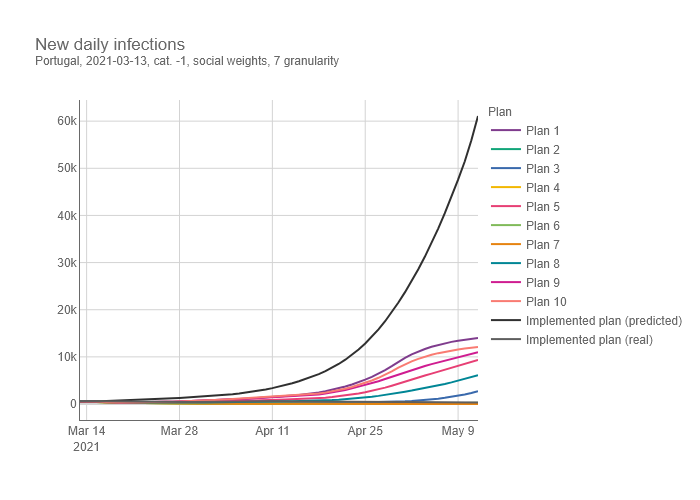 New daily infections
Portugal, 2021-03-13, cat. -1, social weights, 7 granularity
Plan
Plan 1
Plan 2
Plan 3
Plan 4
Plan 5
Plan 6
Plan 7
Plan 8
Plan 9
Plan 10
Implemented plan (predicted)
Implemented plan (real)
60k
50k
40k
30k
20k
10k
0
Mar 14 Mar 28 Apr 11 Apr 25 May 9
2021